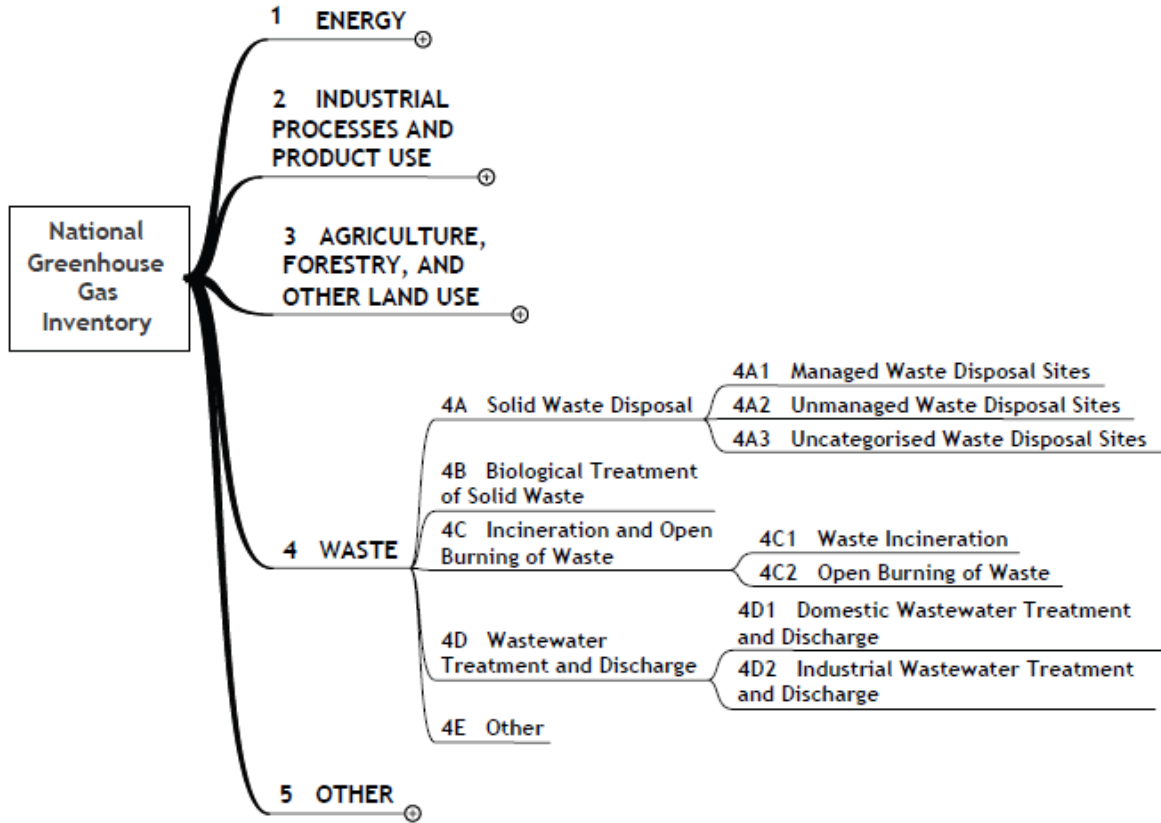 National
Greenhouse
Gas
Inventory
1 ENERGY
2 INDUSTRIAL
PROCESSES AND
PRODUCT USE
3 AGRICULTURE,
FORESTRY, AND
OTHER LAND USE
4 WASTE
4A Solid Waste Disposal
4A1 Managed Waste Disposal Sites
4A2 Unmanaged Waste Disposal Sites
4A3 Uncategorised Waste Disposal Sites
4B Biological Treatment
of Solid Waste
4C Incineration and Open
Burning of Waste
4C1 Waste Incineration
4C2 Open Burning of Waste
4D Wastewater
Treatment and Discharge
4D1 Domestic Wastewater Treatment
and Discharge
4D2 Industrial Wastewater Treatment
and Discharge
4E Other
5 OTHER